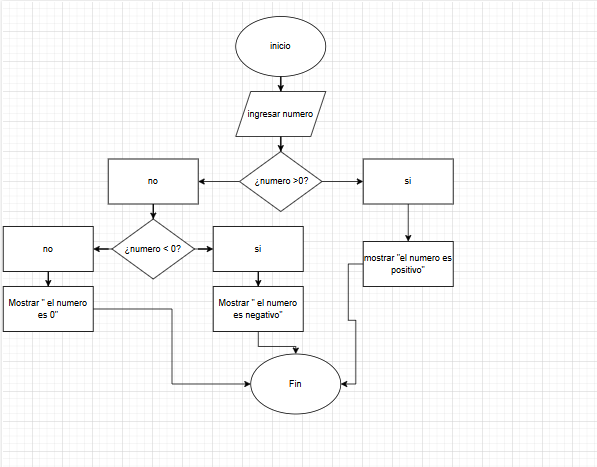 inicio
ingresar numero
¿numero >0?
no
si
no
¿numero < 0?
si
mostrar "el numero es
positivo"
Mostrar " el numero
es 0"
Mostrar " el numero
es negativo"
Fin